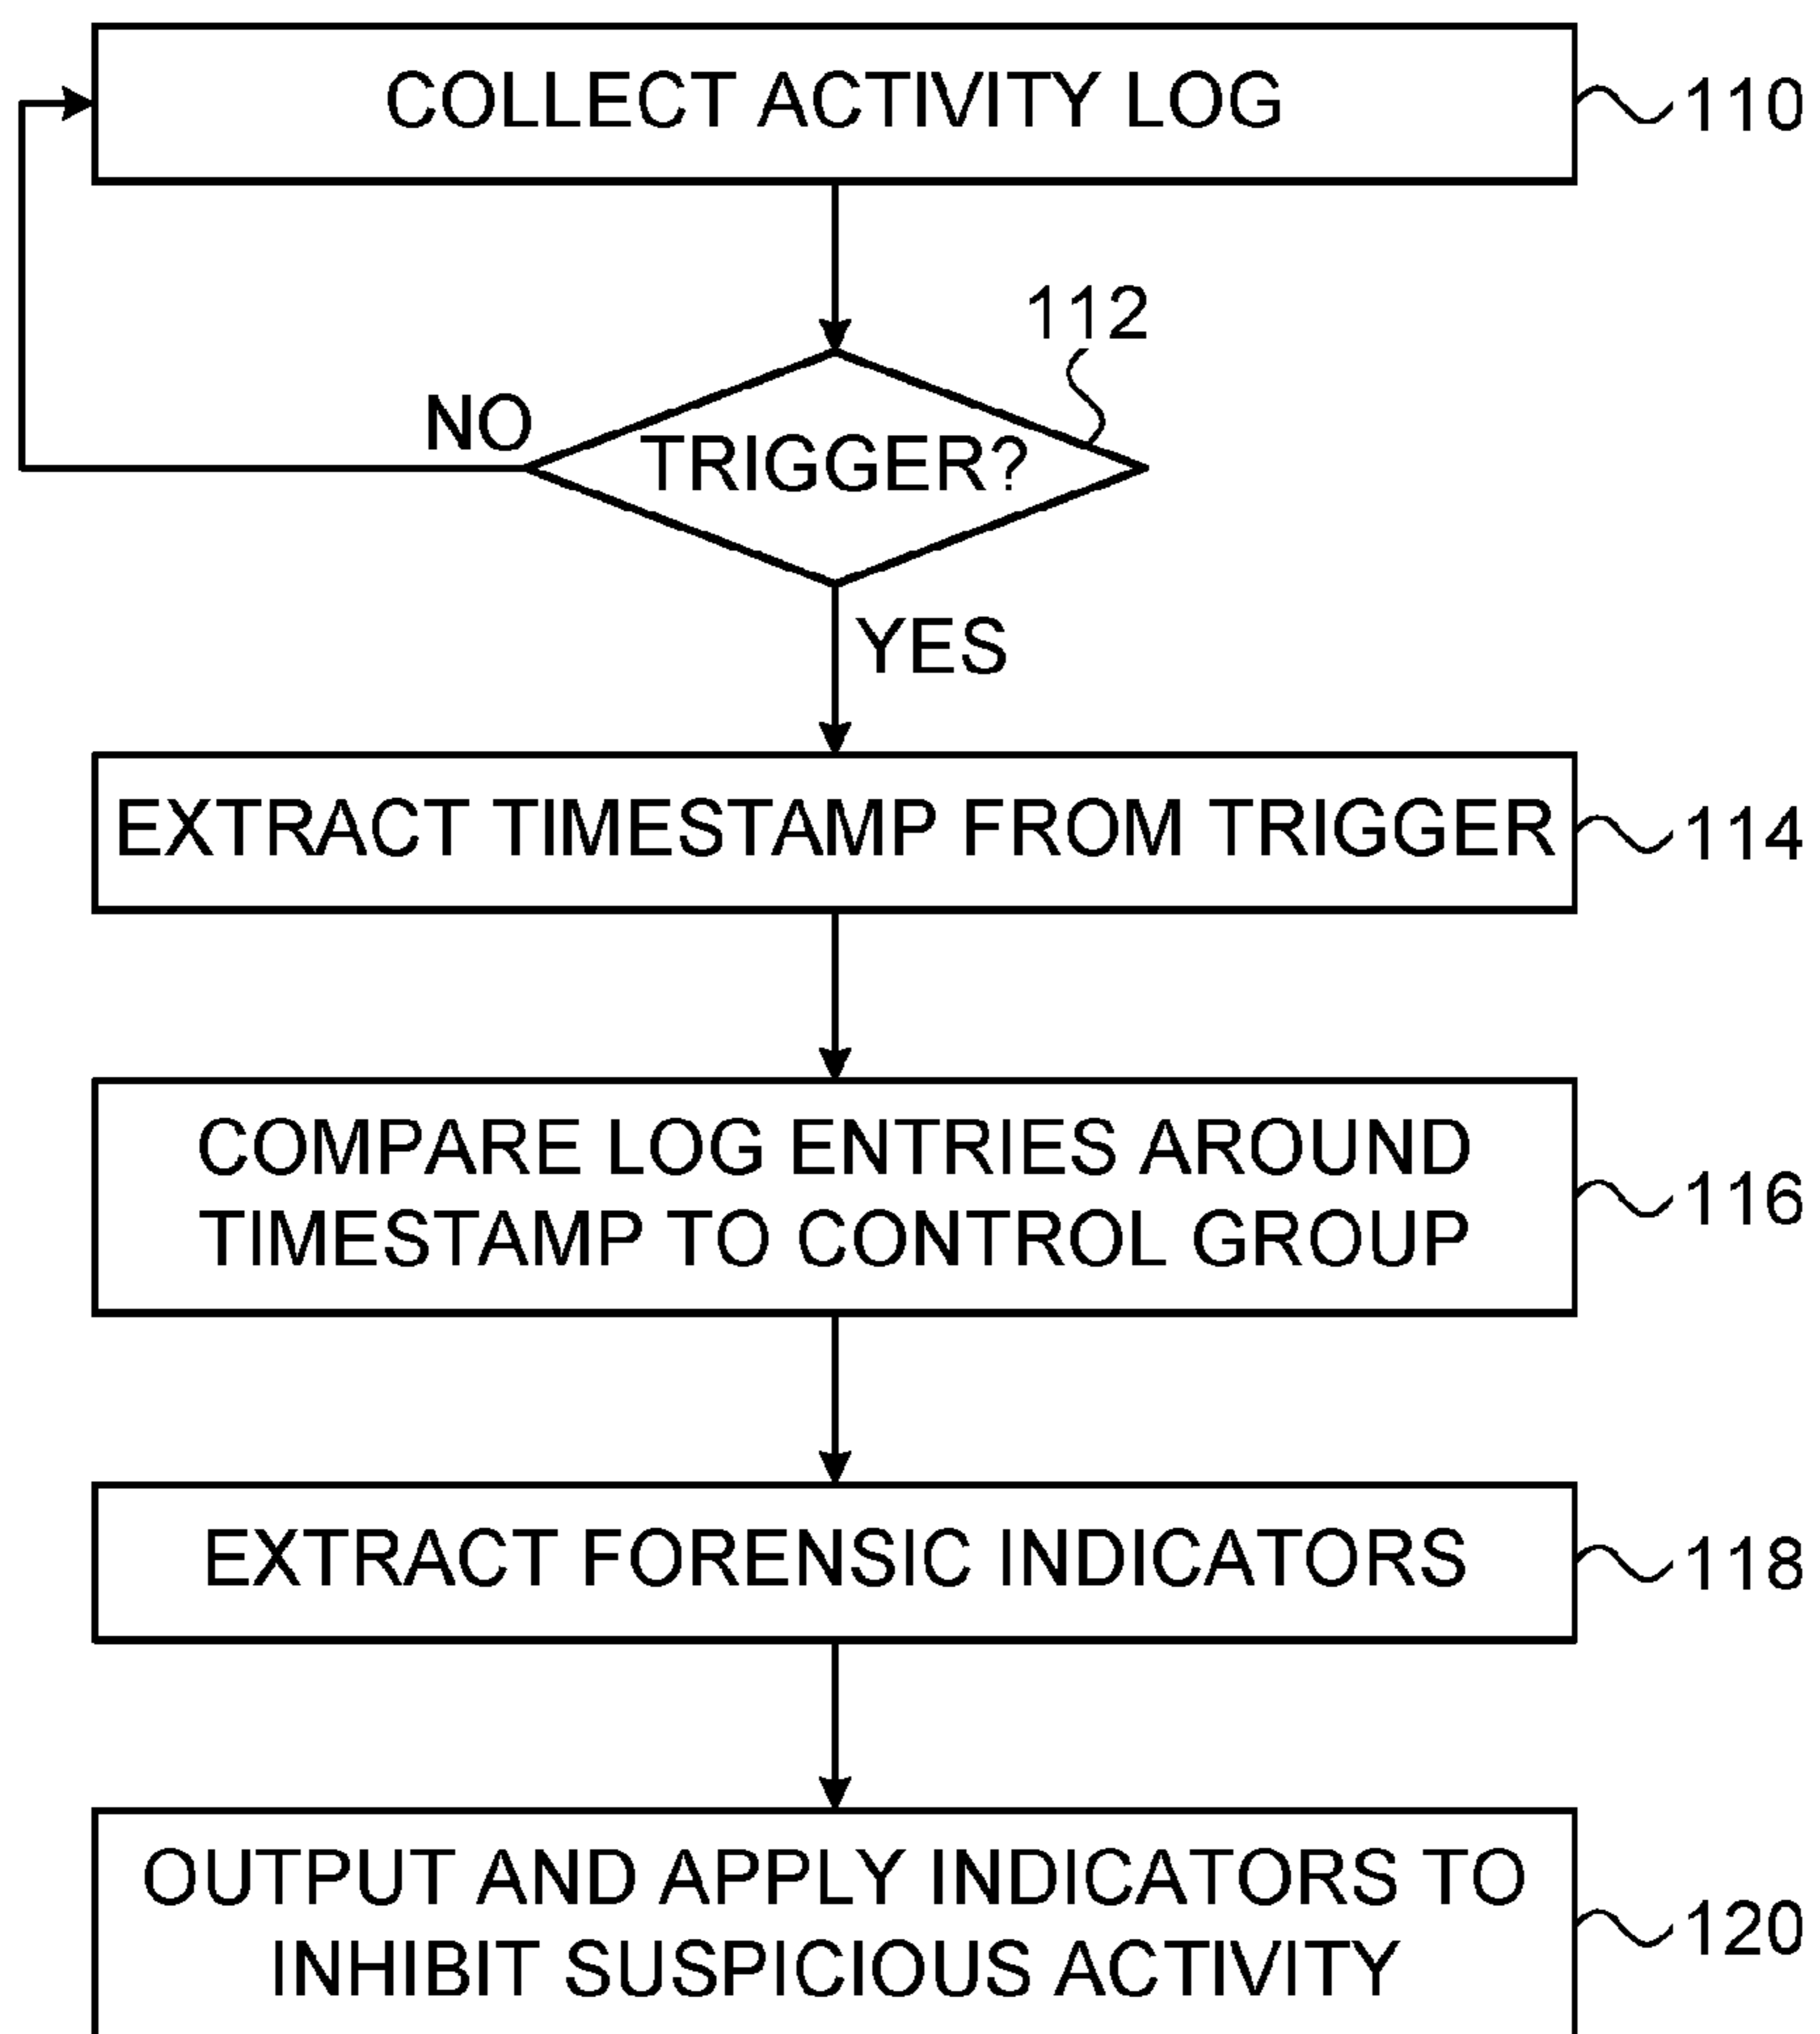 COLLECT ACTIVITY LOG
110
112
NO
TRIGGER?
YES
EXTRACT TIMESTAMP FROM TRIGGER
114
COMPARE LOG ENTRIES AROUND
TIMESTAMP TO CONTROL GROUP
116
EXTRACT FORENSIC INDICATORS
118
OUTPUT AND APPLY INDICATORS TO
INHIBIT SUSPICIOUS ACTIVITY
120